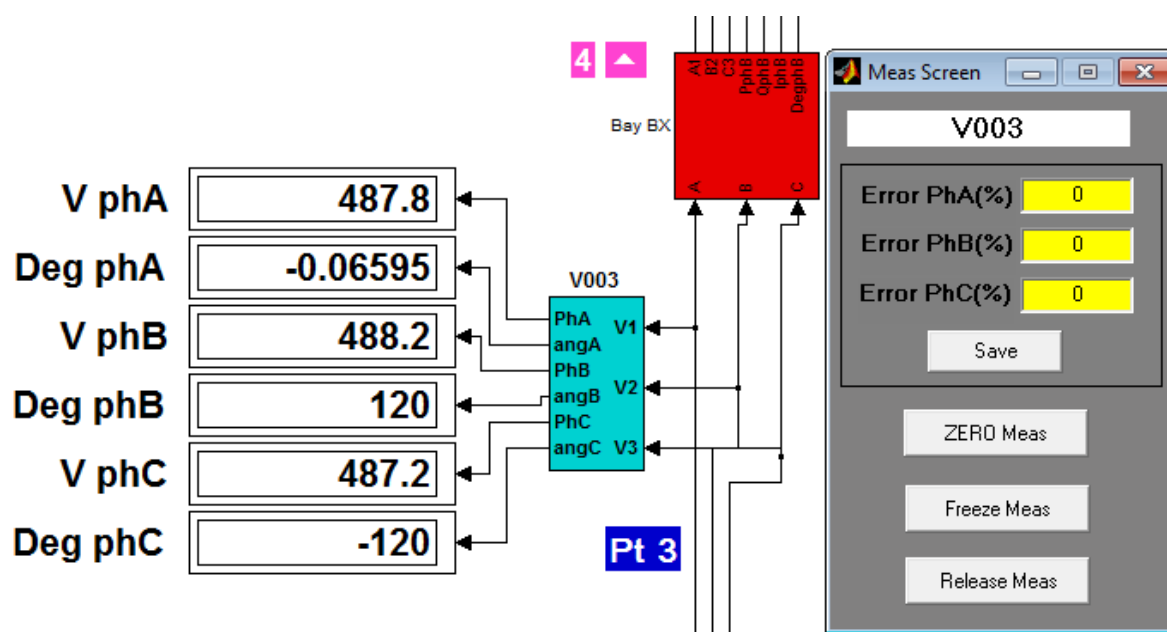 4
A1
B2
C3
PphB
QphB
IphB
DegphB
Bay BX
A
B
C
V phA 487.8
Deg phA -0.06595
V phB 488.2
Deg phB 120
V phC 487.2
Deg phC -120
V003
PhA V1
angA
PhB
angB V2
PhC
angC V3
Pt 3
Meas Screen
V003
Error PhA(%) 0
Error PhB(%) 0
Error PhC(%) 0
Save
ZERO Meas
Freeze Meas
Release Meas